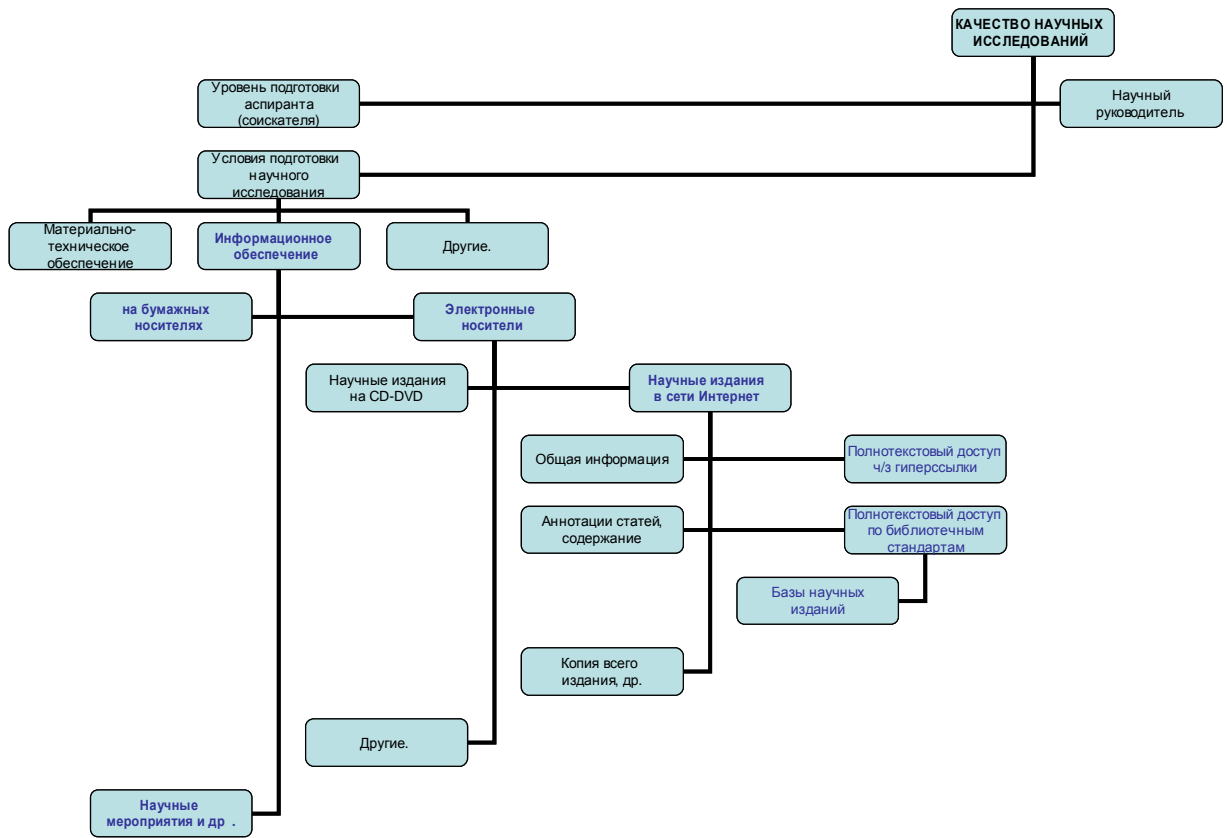 КАЧЕСТВО НАУЧНЫХ
ИССЛЕДОВАНИЙ
Уровень подготовки
аспиранта
(соискателя)
Научный
руководитель
Условия подготовки
научного
исследования
Материально-
техническое
обеспечение
Информационное
обеспечение
Другие.
на бумажных
носителях
Электронные
носители
Научные издания
на CD-DVD
Научные издания
в сети Интернет
Общая информация
Полнотекстовый доступ
ч/з гиперссылки
Аннотации статей,
содержание
Полнотекстовый доступ
по библиотечным
стандартам
Базы научных
изданий
Копия всего
издания, др.
Другие.
Научные
мероприятия и др .